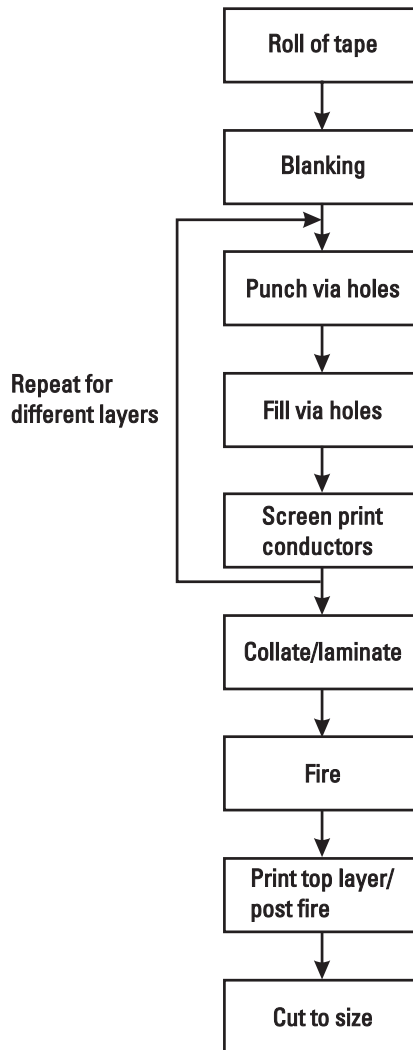 Roll of tape
Blanking
Punch via holes
Repeat for
different layers
Fill via holes
Screen print
conductors
Collate/laminate
Fire
Print top layer/
post fire
Cut to size